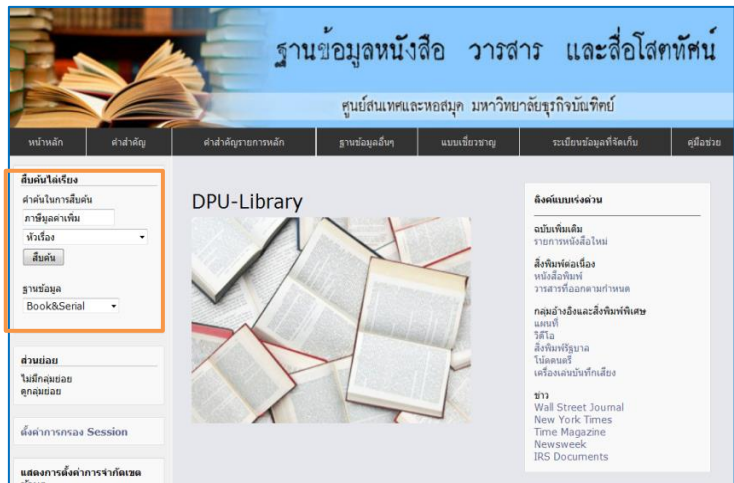 ฐานข้อมูลหนังสือ วารสาร และสื่อโสตทัศน์
ศูนย์สนเทศและหอสมุด มหาวิทยาลัยธุรกิจบัณฑิตย์
หน้าหลัก
คำสำคัญ
คำสำคัญรายการหลัก
ฐานข้อมูลอื่นๆ
แบบเชี่ยวชาญ
ระเบียนข้อมูลที่จัดเก็บ
คู่มือช่วย
สืบค้นไล่เรียง
คำค้นในการสืบค้น
ภาษีมูลค่าเพิ่ม
หัวเรื่อง
สืบค้น
ฐานข้อมูล
Book&Serial
ส่วนย่อย
ไม่มีกลุ่มย่อย
ดูกลุ่มย่อย
ตั้งค่าการกรอง Session
แสดงการตั้งค่าการจำกัดเขต
DPU-Library
ลิงค์แบบเร่งด่วน
ฉบับเพิ่มเติม
รายการหนังสือใหม่
สิ่งพิมพ์ต่อเนื่อง
หนังสือพิมพ์
วารสารที่ออกตามกำหนด
กลุ่มอ้างอิงและสิ่งพิมพ์พิเศษ
แผนที่
วีดีโอ
สิ่งพิมพ์รัฐบาล
โน้ตดนตรี
เครื่องเล่นบันทึกเสียง
ข่าว
Wall Street Journal
New York Times
Time Magazine
Newsweek
IRS Documents